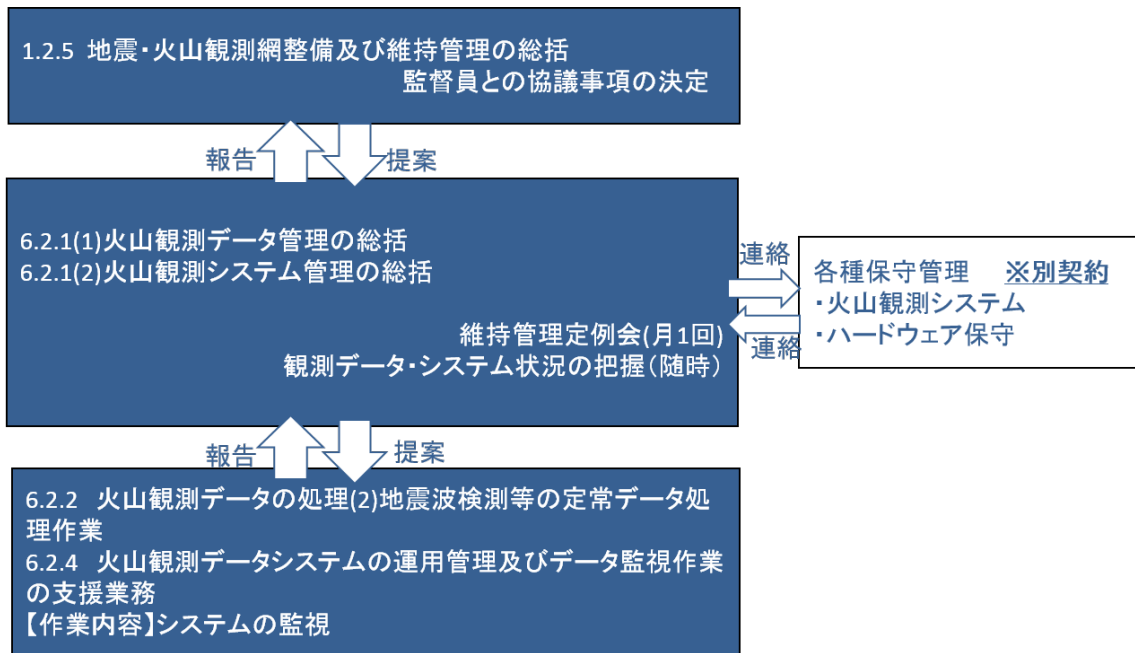 1.2.5 地震・火山観測網整備及び維持管理の総括
監督員との協議事項の決定
報告
提案
6.2.1(1)火山観測データ管理の総括
6.2.1(2)火山観測システム管理の総括
維持管理定例会(月1回)
観測データ・システム状況の把握(随時)
連絡
連絡
各種保守管理 ※別契約
・火山観測システム
・ハードウェア保守
報告
提案
6.2.2 火山観測データの処理(2)地震波検測等の定常データ処
理作業
6.2.4 火山観測データシステムの運用管理及びデータ監視作業
の支援業務
【作業内容】システムの監視